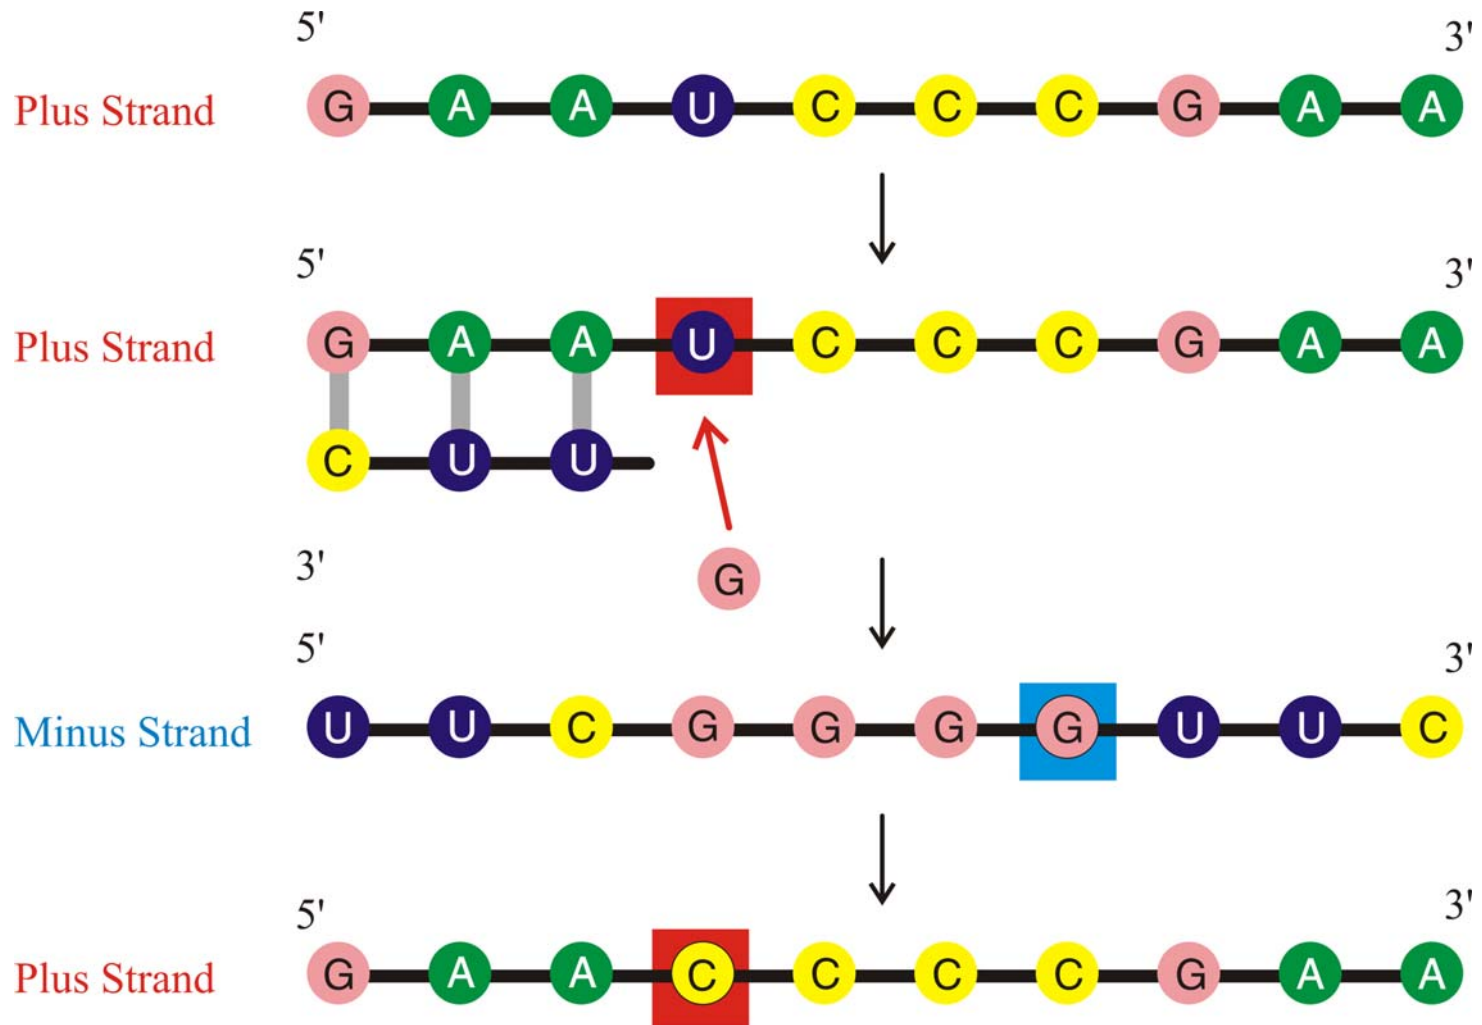 5' 3'
Plus Strand G A A U C C C G A A
5' 3'
Plus Strand G A A U C C C G A A
C U U
3' G
5' 3'
Minus Strand U U C G G G G U U C
5' 3'
Plus Strand G A A C C C C G A A